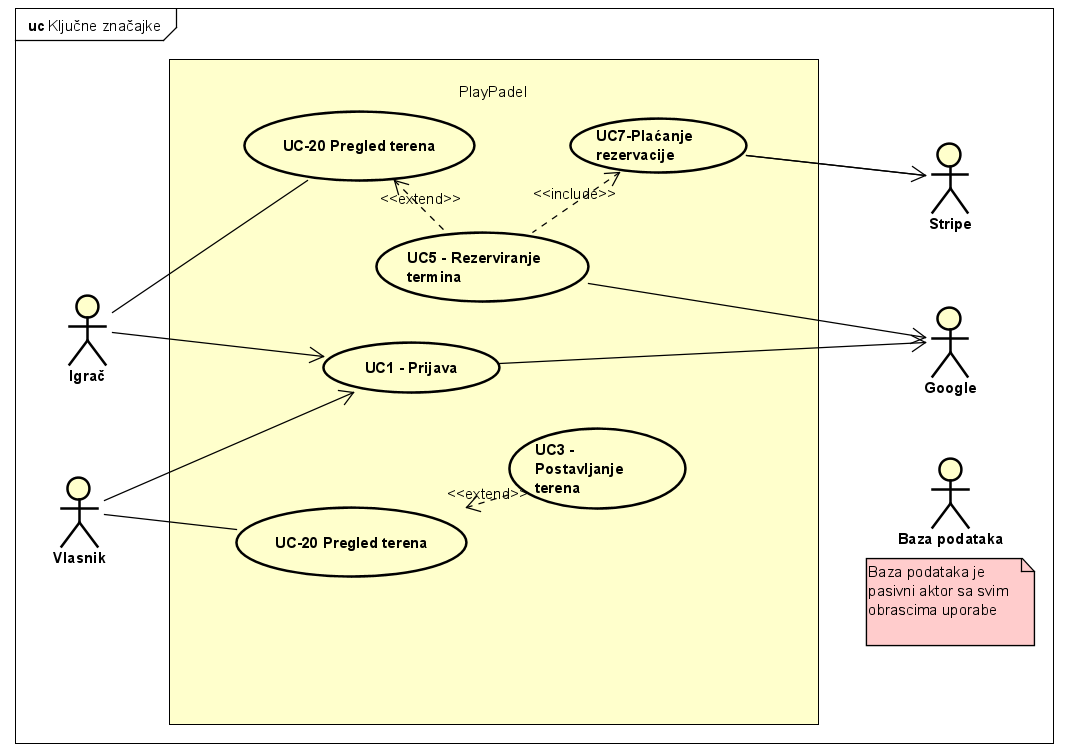 uc Ključne značajke
PlayPadel
UC-20 Pregled terena
UC7-Plaćanje
rezervacije
<<extend>>
<<include>>
Stripe
UC5 - Rezerviranje
termina
Igrač
UC1 - Prijava
Google
UC3 -
Postavljanje
terena
<<extend>>
UC-20 Pregled terena
Vlasnik
Baza podataka
Baza podataka je
pasivni aktor sa svim
obrascima uporabe